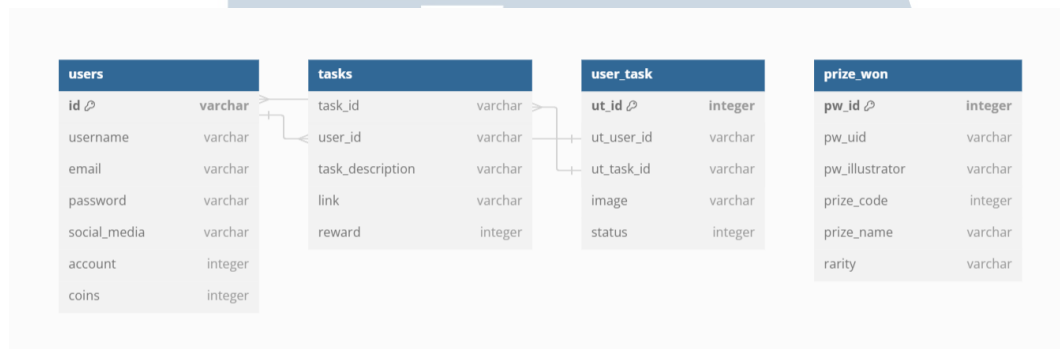 users
id varchar
username varchar
email varchar
password varchar
social_media varchar
account integer
coins integer
tasks
task_id varchar
user_id varchar
task_description varchar
link varchar
reward integer
user_task
ut_id integer
ut_user_id varchar
ut_task_id varchar
image varchar
status integer
prize_won
pw_id integer
pw_uid varchar
pw_illustrator varchar
prize_code integer
prize_name varchar
rarity varchar